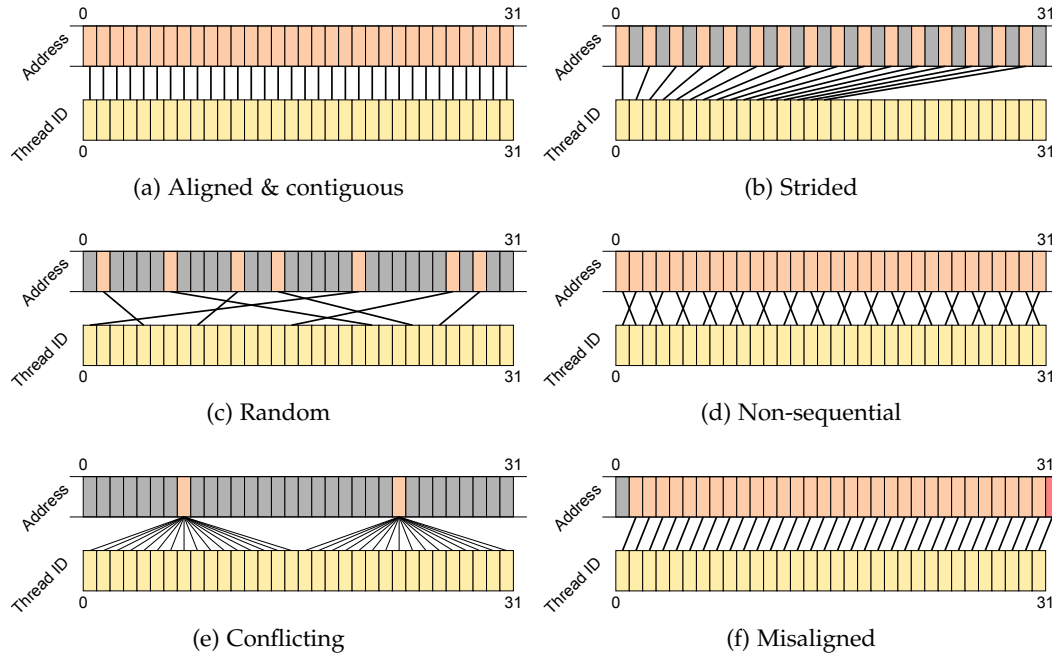 0 31
Address
Thread ID
0 31
(a) Aligned & contiguous
0 31
Address
Thread ID
0 31
(b) Strided
0 31
Address
Thread ID
0 31
(c) Random
0 31
Address
Thread ID
0 31
(d) Non-sequential
0 31
Address
Thread ID
0 31
(e) Conflicting
0 31
Address
Thread ID
0 31
(f) Misaligned